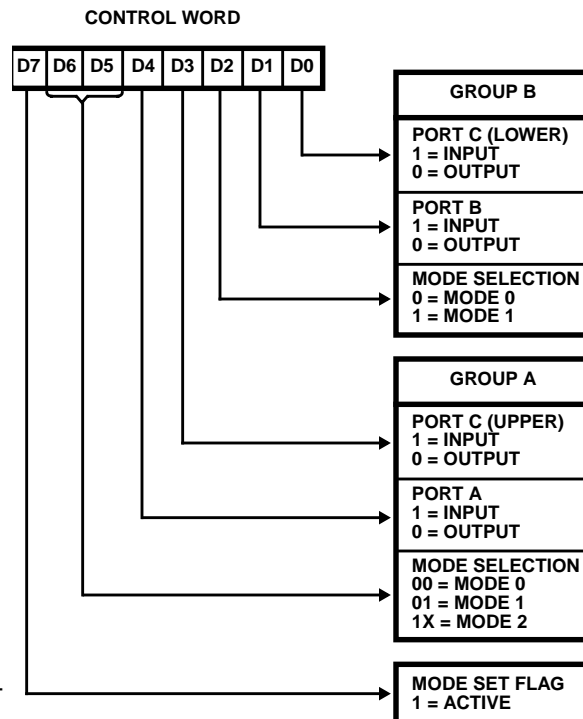 CONTROL WORD
D7 D6 D5 D4 D3 D2 D1 D0
GROUP B
PORT C (LOWER)
1 = INPUT
0 = OUTPUT
PORT B
1 = INPUT
0 = OUTPUT
MODE SELECTION
0 = MODE 0
1 = MODE 1
GROUP A
PORT C (UPPER)
1 = INPUT
0 = OUTPUT
PORT A
1 = INPUT
0 = OUTPUT
MODE SELECTION
00 = MODE 0
01 = MODE 1
1X = MODE 2
MODE SET FLAG
1 = ACTIVE